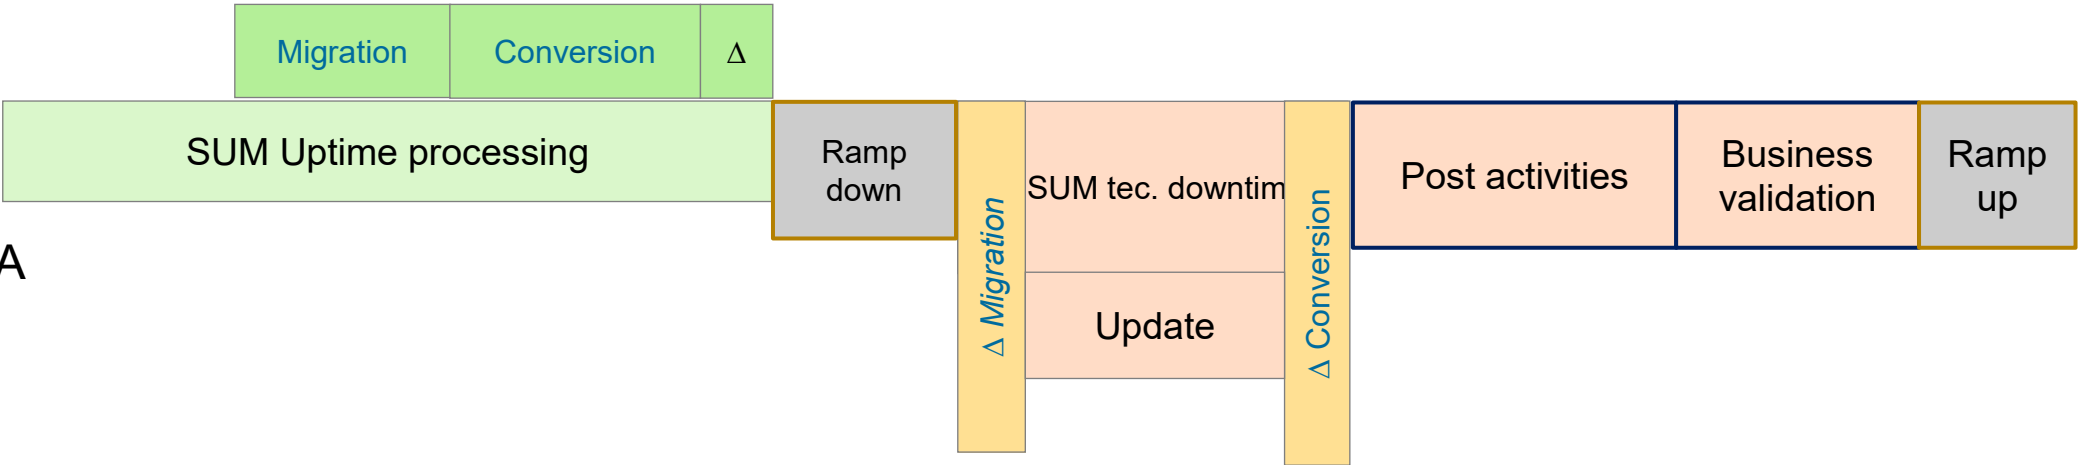 Migration
Conversion
Δ
SUM Uptime processing
Ramp
down
Δ Migration
SUM tec. downtim
Update
Δ Conversion
Post activities
Business
validation
Ramp
up
A